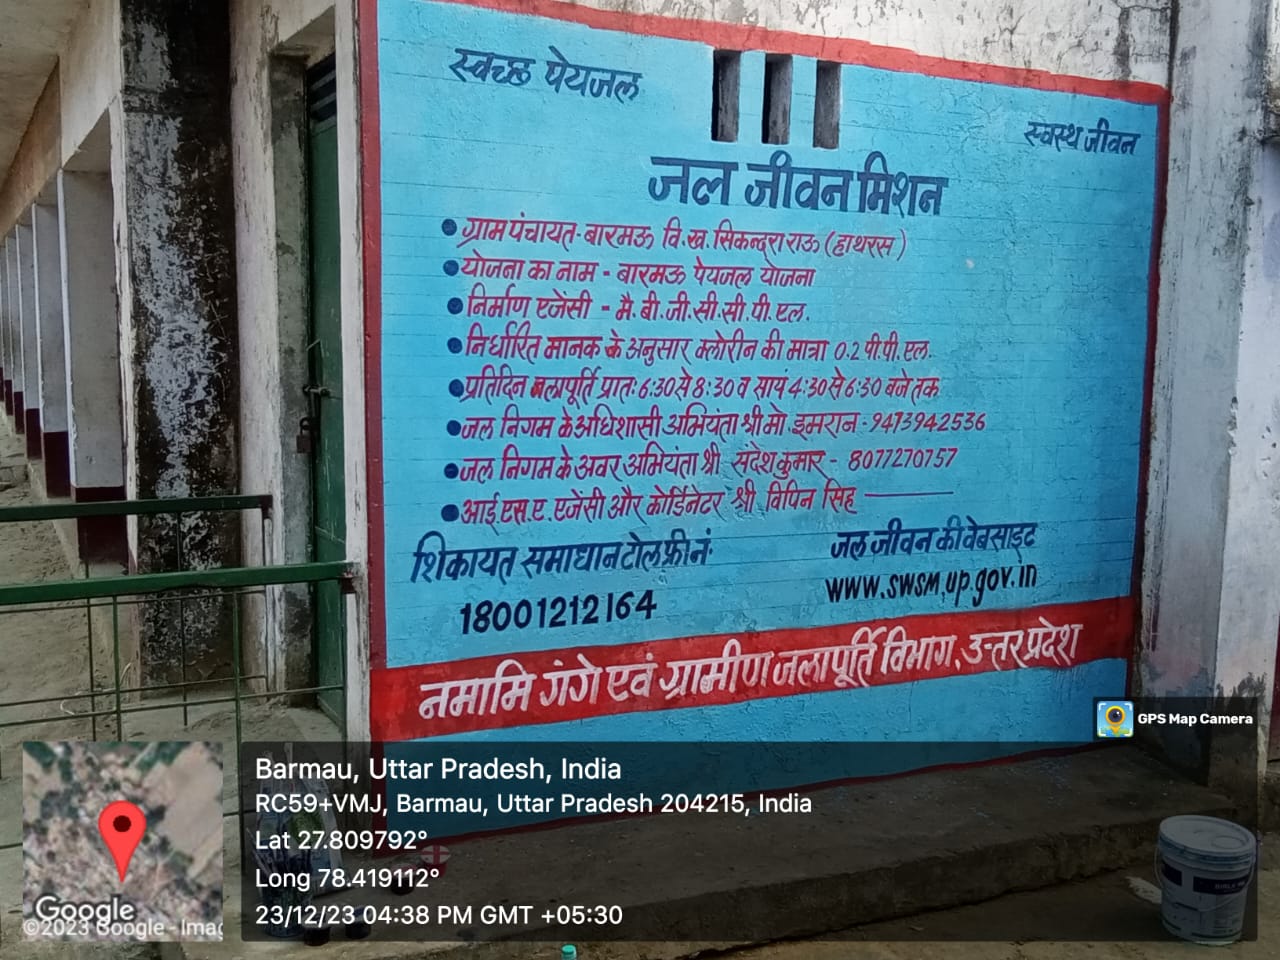 स्वच्छ पेयजल
स्वस्थ जीवन
जल जीवन मिशन
ग्राम पंचायत- बारमऊ वि.ख. सिकन्द्रा राऊ (हाथरस)
योजना का नाम - बारमऊ पेयजल योजना
निर्माण एजेंसी - मै. बी.जी.सी.सी.पी.एल.
निर्धारित मानक के अनुसार क्लोरीन की मात्रा 0.2 पी.पी.एल.
प्रतिदिन जलापूर्ति प्रातः 6:30 से 8:30 व सायं 4:30 से 6:30 बजे तक
जल निगम के अधिशासी अभियंता श्री मो. इमरान - 9473942536
जल निगम के अवर अभियंता श्री संदेश कुमार - 8077270757
आई.एस.ए. एजेंसी और कोर्डिनेटर श्री विपिन सिंह
शिकायत समाधान टोल फ्री नं.
18001212164
जल जीवन की वेबसाइट
www.swsm.up.gov.in
नमामि गंगे एवं ग्रामीण जलापूर्ति विभाग, उत्तर प्रदेश
GPS Map Camera
Barmau, Uttar Pradesh, India
RC59+VMJ, Barmau, Uttar Pradesh 204215, India
Lat 27.809792°
Long 78.419112°
23/12/23 04:38 PM GMT +05:30
Google
©2023 Google - Imag
BIRLA